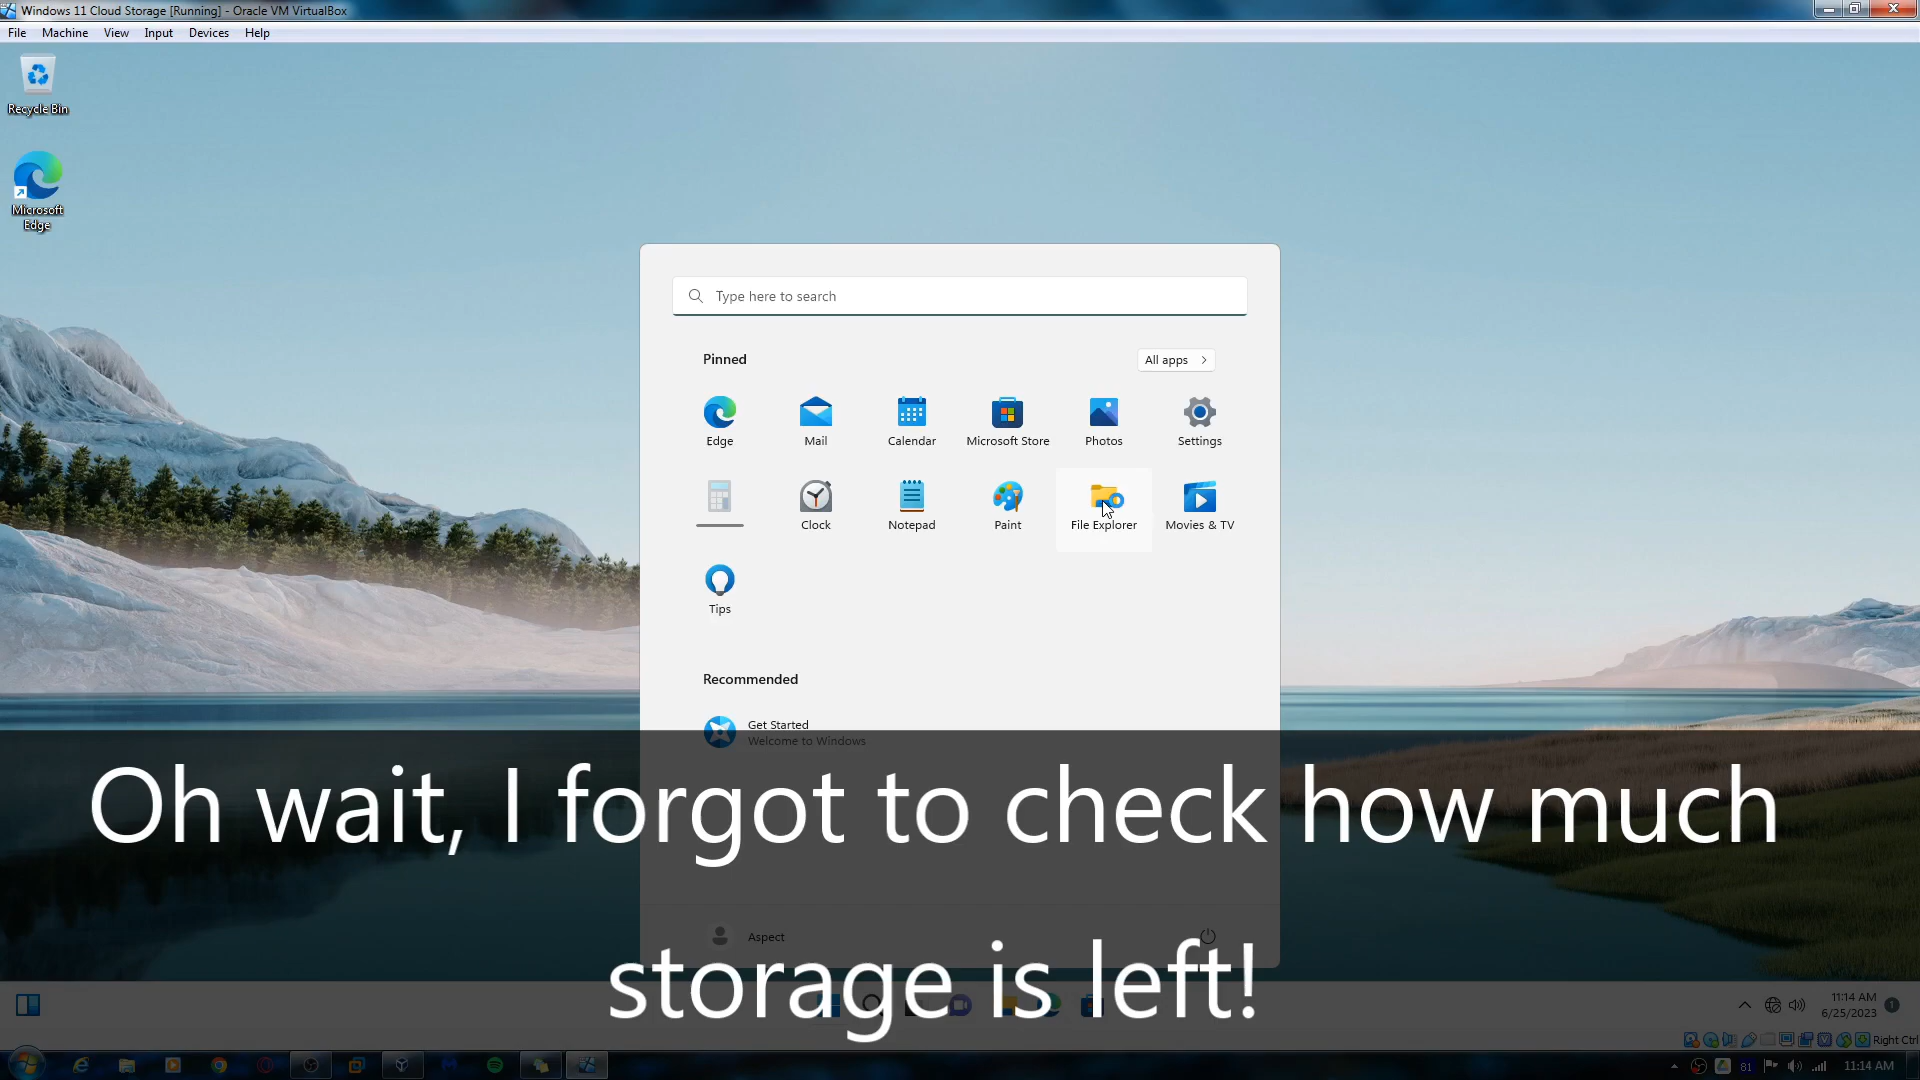 Windows 11 Cloud Storage [Running] - Oracle VM VirtualBox
File Machine View Input Devices Help
Recycle Bin
Microsoft
Edge
Type here to search
Pinned
All apps
Edge
Mail
Calendar
Microsoft Store
Photos
Settings
Clock
Notepad
Paint
File Explorer
Movies & TV
Tips
Recommended
Get Started
Welcome to Windows
Oh wait, I forgot to check how much
storage is left!
Aspect
11:14 AM
6/25/2023
1
Right Ctrl
81
11:14 AM